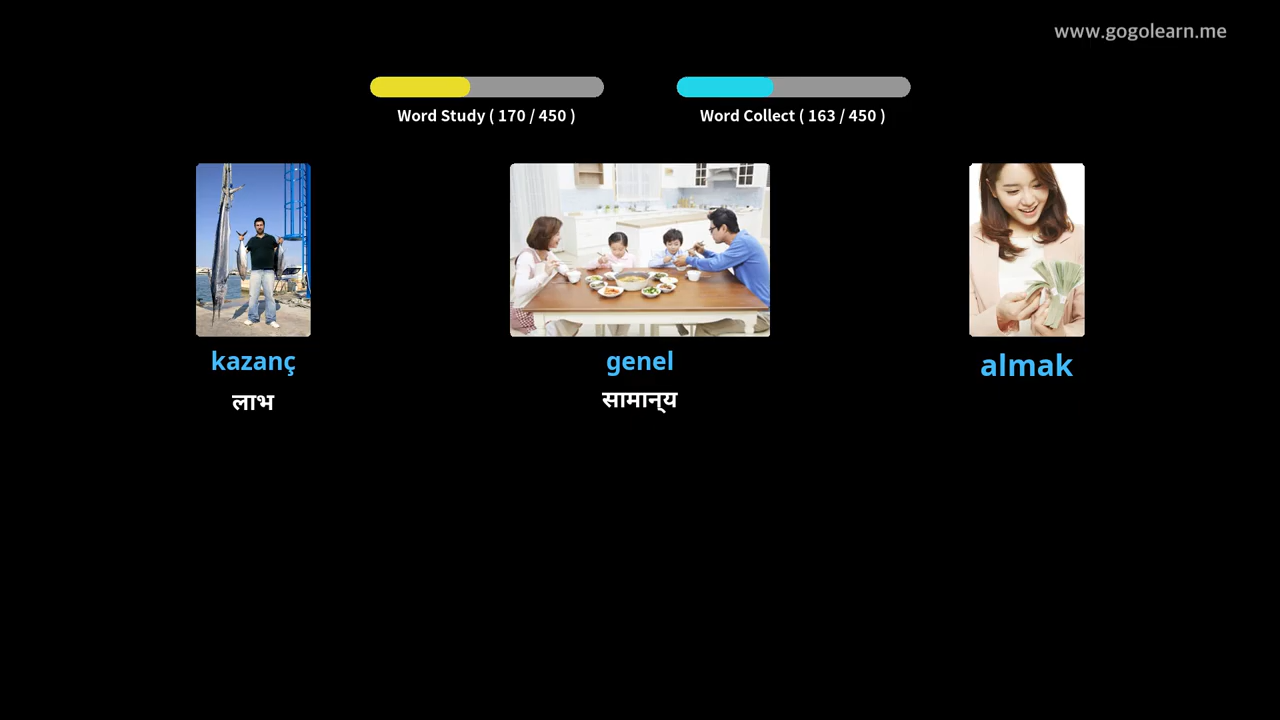 www.gogolearn.me
Word Study ( 170 / 450 )
Word Collect ( 163 / 450 )
kazanç
genel
almak
लाभ
सामान्य